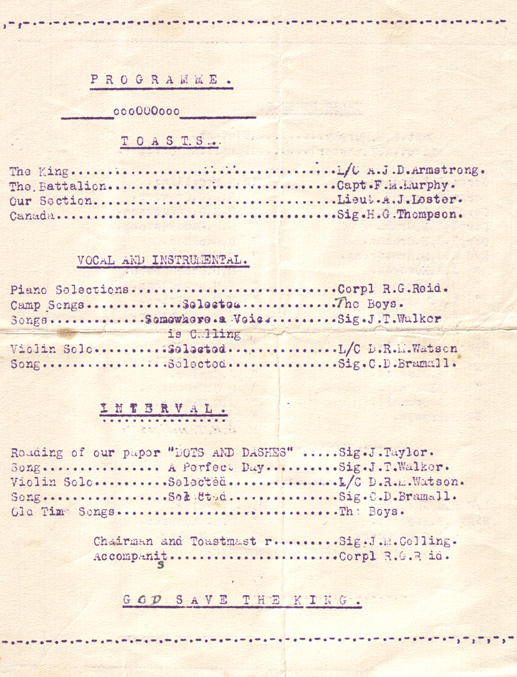 PROGRAMME.
oooOOOooo
TOASTS.
The King.......................................L/C A.J.D.Armstrong.
The Battalion..................................Capt.F.M.Murphy.
Our Section....................................Lieut.A.J.Lester.
Canada.........................................Sig.H.G.Thompson.
VOCAL AND INSTRUMENTAL.
Piano Selections...............................Corpl R.G.Reid.
Camp Songs..............Selected...............The Boys.
Songs..............Somewhere a Voice...........Sig.J.T.Walker
is Calling
Violin Solo.............Selected...............L/C D.R.M.Watson
Song....................Selected...............Sig.C.D.Bramall.
INTERVAL.
Reading of our paper "DOTS AND DASHES" .....Sig.J.Taylor.
Song....................A Perfect Day..........Sig.J.T.Walker.
Violin Solo.............Selected...............L/C D.R.M.Watson.
Song....................Selected...............Sig.C.D.Bramall.
Old Time Songs.................................The Boys.
Chairman and Toastmaster.........Sig.J.M.Colling.
Accompanist........................Corpl R.G.Reid.
GOD SAVE THE KING.